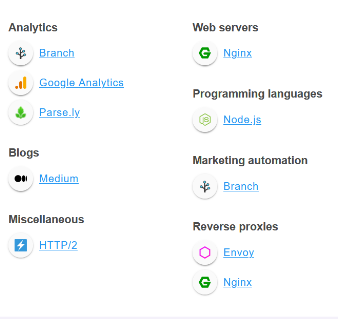 Analytics
Branch
Google Analytics
Parse.ly
Blogs
Medium
Miscellaneous
HTTP/2
Web servers
Nginx
Programming languages
Node.js
Marketing automation
Branch
Reverse proxies
Envoy
Nginx